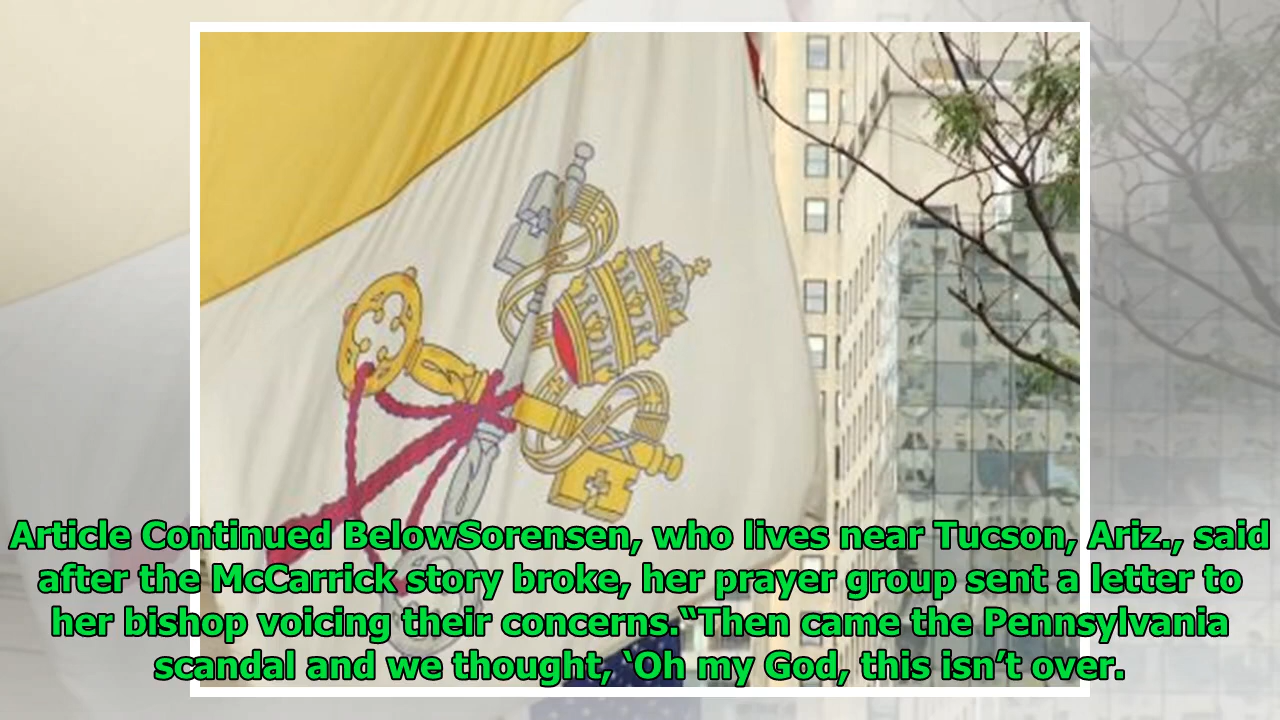 Article Continued BelowSorensen, who lives near Tucson, Ariz., said
after the McCarrick story broke, her prayer group sent a letter to
her bishop voicing their concerns.“Then came the Pennsylvania
scandal and we thought, ‘Oh my God, this isn’t over.